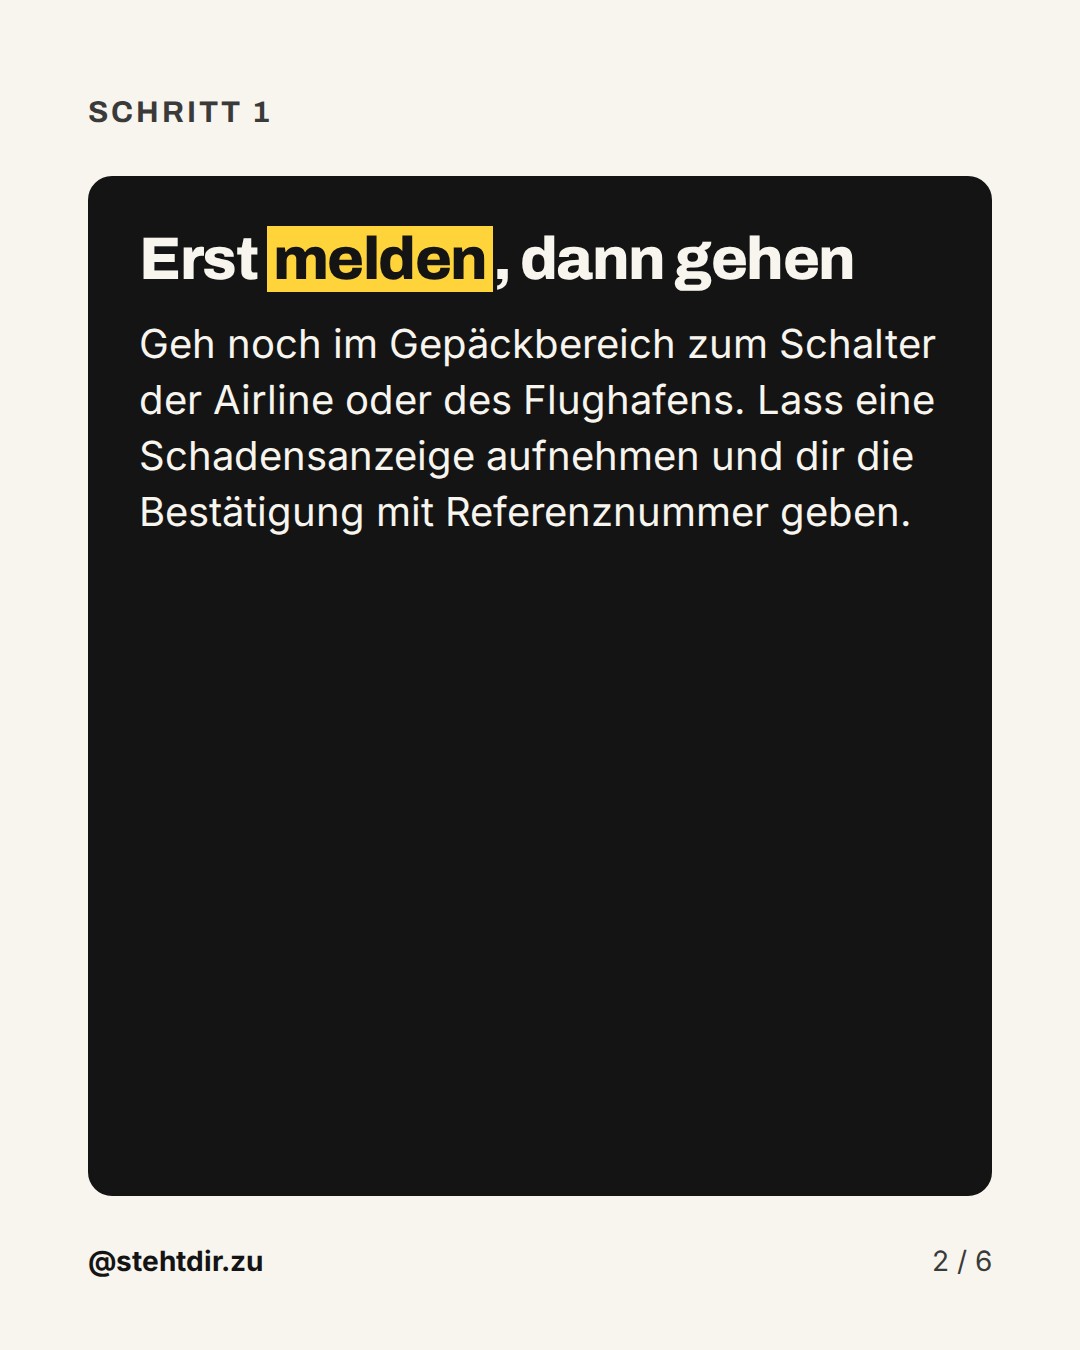 SCHRITT 1
Erst melden, dann gehen
Geh noch im Gepäckbereich zum Schalter
der Airline oder des Flughafens. Lass eine
Schadensanzeige aufnehmen und dir die
Bestätigung mit Referenznummer geben.
@stehtdir.zu
2 / 6